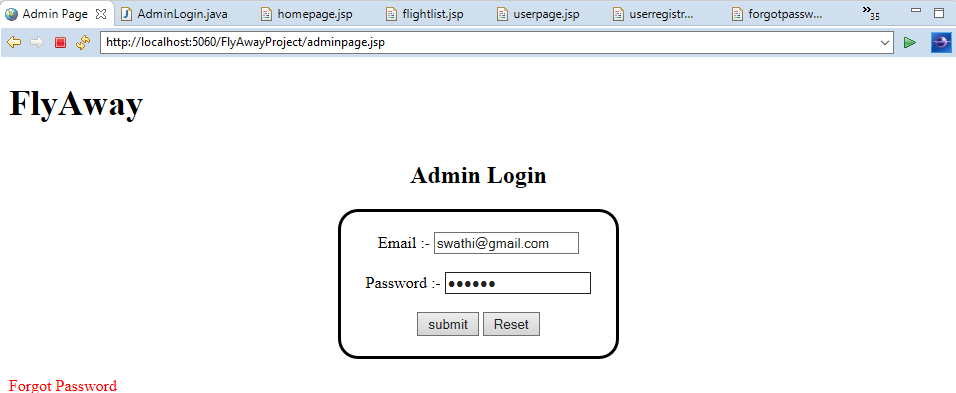 Admin Page AdminLogin.java homepage.jsp flightlist.jsp userpage.jsp userregistr... forgotpassw... »35
http://localhost:5060/FlyAwayProject/adminpage.jsp
FlyAway
Admin Login
Email :- swathi@gmail.com
Password :- ••••••
submit Reset
Forgot Password